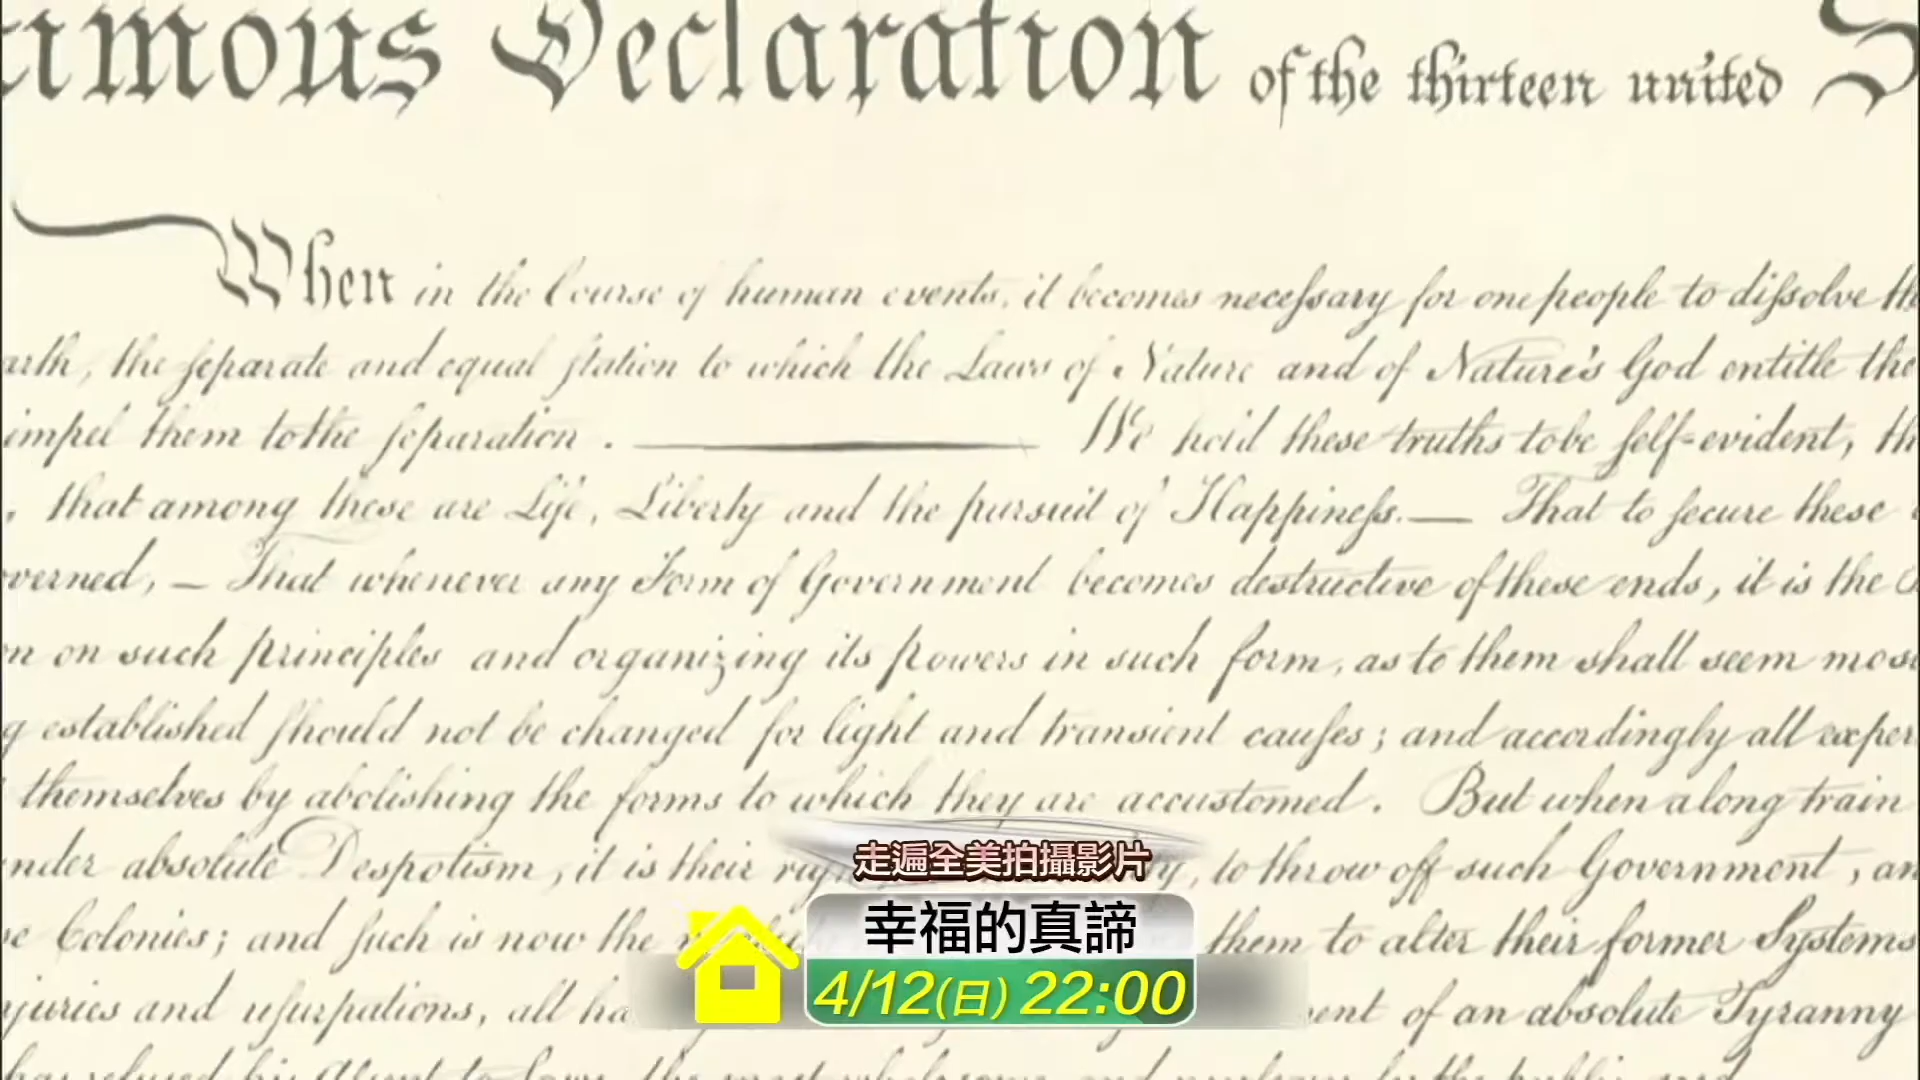 imous Declaration of the thirteen united S
When in the Course of human events, it becomes neceſsary for one people to diſsolve th
arth, the ſeparate and equal ſtation to which the Laws of Nature and of Nature's God entitle the
impel them to the ſeparation. We hold these truths to be ſelf-evident, th
, that among these are Life, Liberty and the pursuit of Happineſs.— That to ſecure these
verned, — That whenever any Form of Government becomes destructive of these ends, it is the
n on such principles and organizing its powers in such form, as to them shall seem most
g established ſhould not be changed for light and transient cauſes; and accordingly all exper
themselves by abolishing the forms to which they are accustomed. But when a long train
nder absolute Despotism, it is their rig y, to throw off such Government, an
走遍全美拍攝影片
e Colonies; and ſuch is now the them to alter their former Systems
幸福的真諦
4/12(日) 22:00
juries and uſurpations, all ha ment of an absolute Tyranny